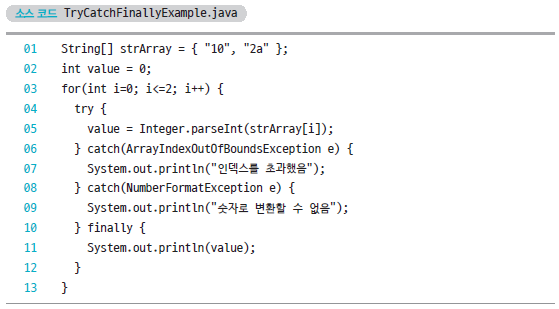 소스 코드 TryCatchFinallyExample.java
01 String[] strArray = { "10", "2a" };
02 int value = 0;
03 for(int i=0; i<=2; i++) {
04 try {
05 value = Integer.parseInt(strArray[i]);
06 } catch(ArrayIndexOutOfBoundsException e) {
07 System.out.println("인덱스를 초과했음");
08 } catch(NumberFormatException e) {
09 System.out.println("숫자로 변환할 수 없음");
10 } finally {
11 System.out.println(value);
12 }
13 }